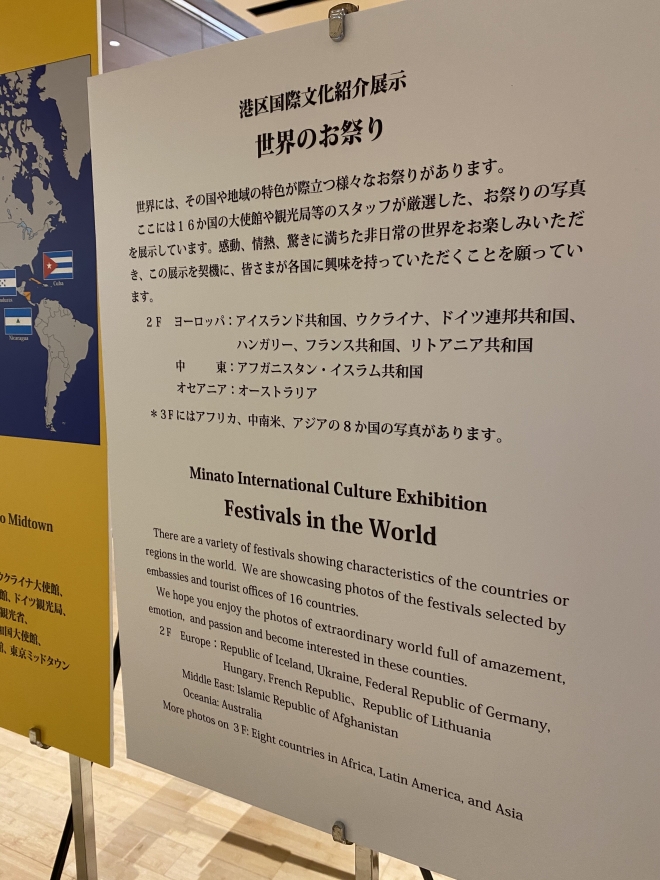 港区国際文化紹介展示
世界のお祭り
世界には、その国や地域の特色が際立つ様々なお祭りがあります。
ここには１６か国の大使館や観光局等のスタッフが厳選した、お祭りの写真
を展示しています。感動、情熱、驚きに満ちた非日常の世界をお楽しみいただ
き、この展示を契機に、皆さまが各国に興味を持っていただくことを願ってい
ます。
２Ｆ ヨーロッパ：アイスランド共和国、ウクライナ、ドイツ連邦共和国、
ハンガリー、フランス共和国、リトアニア共和国
中 東：アフガニスタン・イスラム共和国
オセアニア：オーストラリア
＊３Ｆにはアフリカ、中南米、アジアの８か国の写真があります。
Minato International Culture Exhibition
Festivals in the World
There are a variety of festivals showing characteristics of the countries or
regions in the world. We are showcasing photos of the festivals selected by
embassies and tourist offices of 16 countries.
We hope you enjoy the photos of extraordinary world full of amazement,
emotion, and passion and become interested in these counties.
２Ｆ Europe：Republic of Iceland, Ukraine, Federal Republic of Germany,
Hungary, French Republic、Republic of Lithuania
Middle East: Islamic Republic of Afghanistan
Oceania: Australia
More photos on ３F: Eight countries in Africa, Latin America, and Asia
Cuba
Nicaragua
o Midtown
ウクライナ大使館、
館、ドイツ観光局、
観光省、
和国大使館、
、東京ミッドタウン